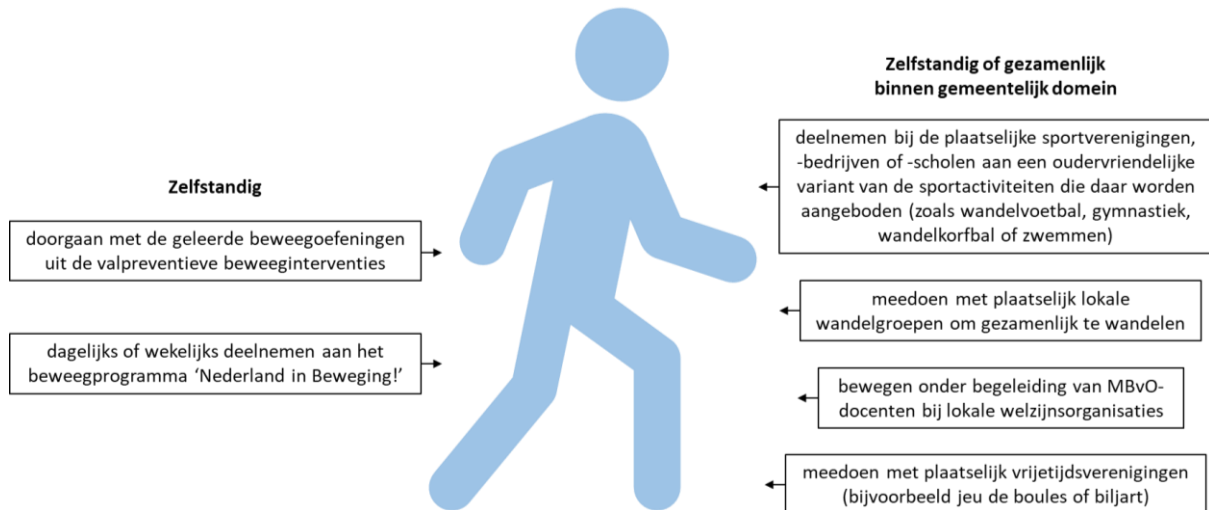 Zelfstandig
doorgaan met de geleerde beweegoefeningen
uit de valpreventieve beweeginterventies
dagelijks of wekelijks deelnemen aan het
beweegprogramma ‘Nederland in Beweging!’
Zelfstandig of gezamenlijk
binnen gemeentelijk domein
deelnemen bij de plaatselijke sportverenigingen,
-bedrijven of -scholen aan een oudervriendelijke
variant van de sportactiviteiten die daar worden
aangeboden (zoals wandelvoetbal, gymnastiek,
wandelkorfbal of zwemmen)
meedoen met plaatselijk lokale
wandelgroepen om gezamenlijk te wandelen
bewegen onder begeleiding van MBvO-
docenten bij lokale welzijnsorganisaties
meedoen met plaatselijk vrijetijdsverenigingen
(bijvoorbeeld jeu de boules of biljart)